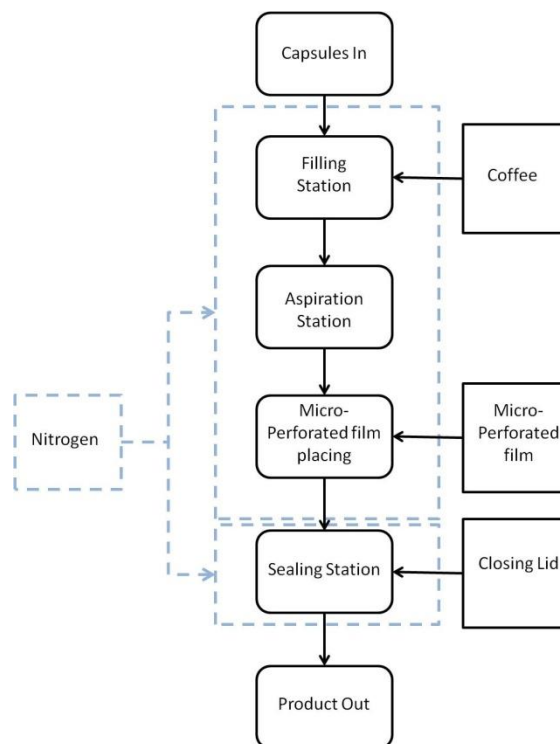 Capsules In
Filling
Station
Coffee
Aspiration
Station
Nitrogen
Micro-
Perforated film
placing
Micro-
Perforated
film
Sealing Station
Closing Lid
Product Out